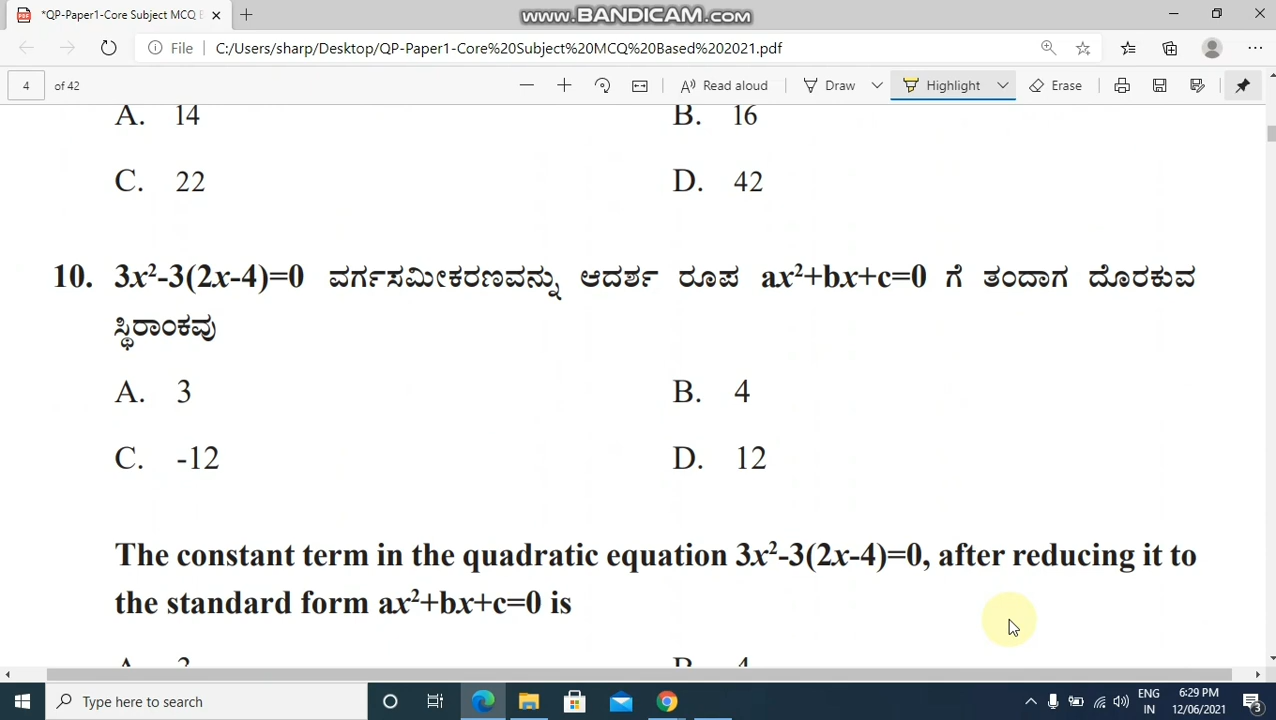 *QP-Paper1-Core Subject MCQ
www.BANDICAM.com
File C:/Users/sharp/Desktop/QP-Paper1-Core%20Subject%20MCQ%20Based%202021.pdf
4 of 42 Read aloud Draw Highlight Erase
A. 14 B. 16
C. 22 D. 42
10. 3x²-3(2x-4)=0 ವರ್ಗಸಮೀಕರಣವನ್ನು ಆದರ್ಶ ರೂಪ ax²+bx+c=0 ಗೆ ತಂದಾಗ ದೊರಕುವ
ಸ್ಥಿರಾಂಕವು
A. 3 B. 4
C. -12 D. 12
The constant term in the quadratic equation 3x²-3(2x-4)=0, after reducing it to
the standard form ax²+bx+c=0 is
A. 3 B. 4
Type here to search ENG 6:29 PM
IN 12/06/2021 3